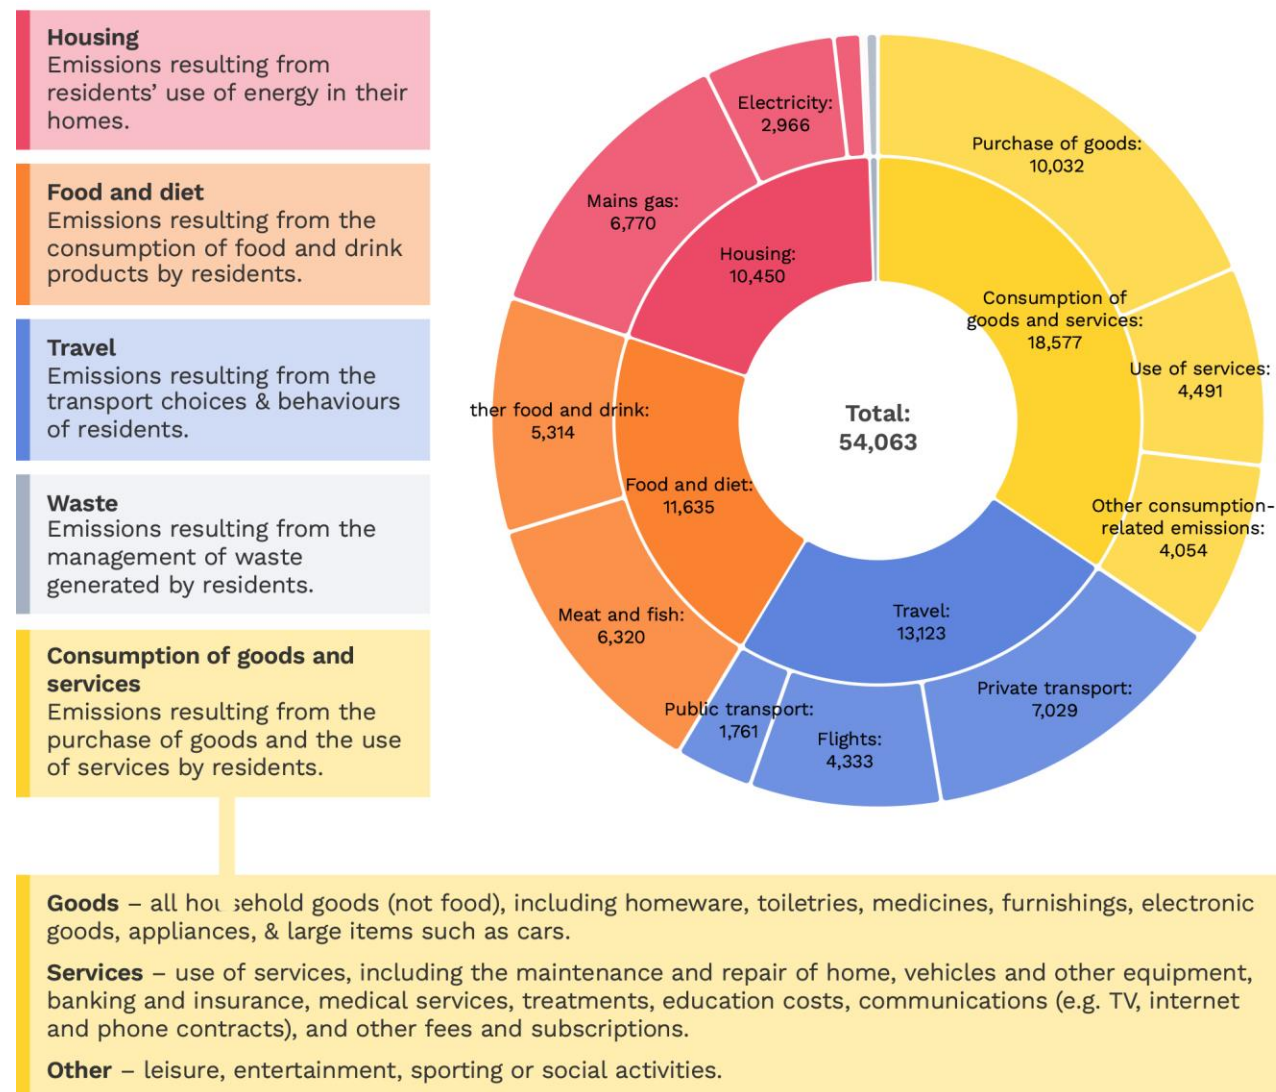 Housing
Emissions resulting from
residents’ use of energy in their
homes.
Food and diet
Emissions resulting from the
consumption of food and drink
products by residents.
Travel
Emissions resulting from the
transport choices & behaviours
of residents.
Waste
Emissions resulting from the
management of waste
generated by residents.
Consumption of goods and
services
Emissions resulting from the
purchase of goods and the use
of services by residents.
Electricity:
2,966
Purchase of goods:
10,032
Mains gas:
6,770
Housing:
10,450
Consumption of
goods and services:
18,577
Use of services:
4,491
ther food and drink:
5,314
Total:
54,063
Food and diet:
11,635
Other consumption-
related emissions:
4,054
Meat and fish:
6,320
Travel:
13,123
Public transport:
1,761
Flights:
4,333
Private transport:
7,029
Goods – all hou sehold goods (not food), including homeware, toiletries, medicines, furnishings, electronic
goods, appliances, & large items such as cars.
Services – use of services, including the maintenance and repair of home, vehicles and other equipment,
banking and insurance, medical services, treatments, education costs, communications (e.g. TV, internet
and phone contracts), and other fees and subscriptions.
Other – leisure, entertainment, sporting or social activities.